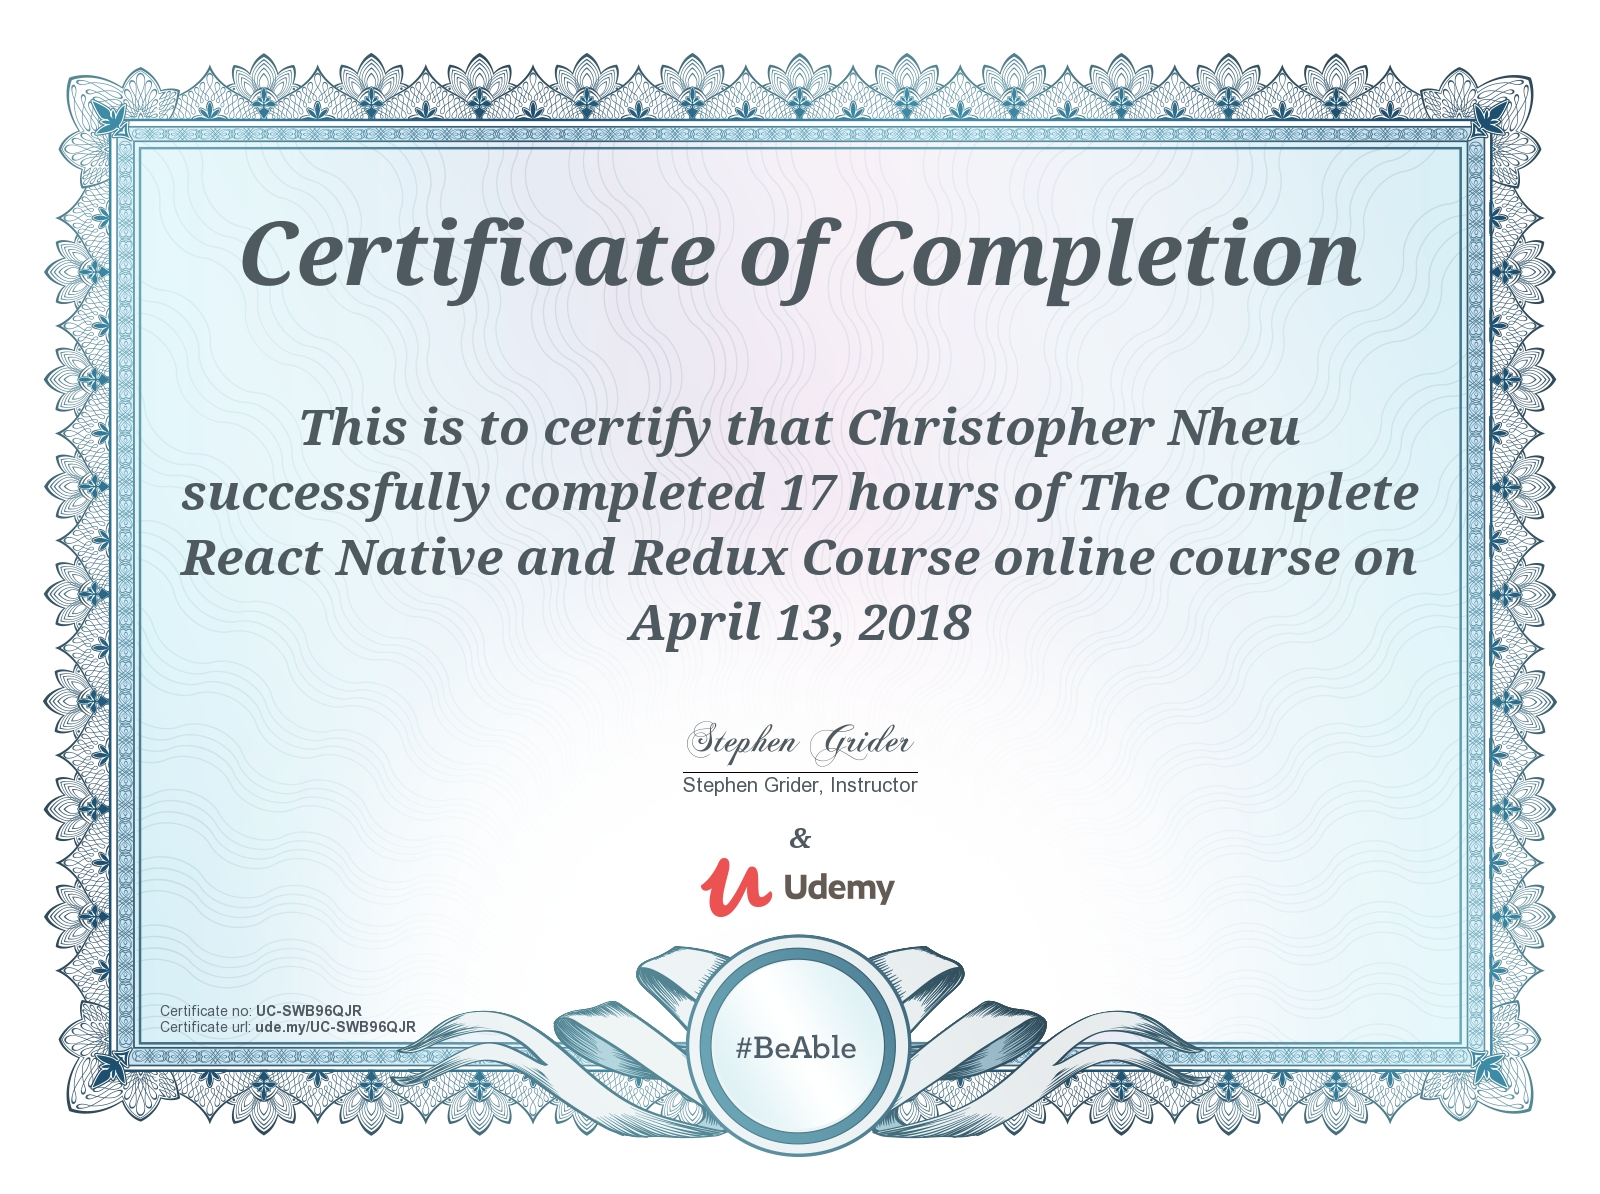 Certificate of Completion
This is to certify that Christopher Nheu
successfully completed 17 hours of The Complete
React Native and Redux Course online course on
April 13, 2018
Stephen Grider
Stephen Grider, Instructor
&
Udemy
Certificate no: UC-SWB96QJR
Certificate url: ude.my/UC-SWB96QJR
#BeAble